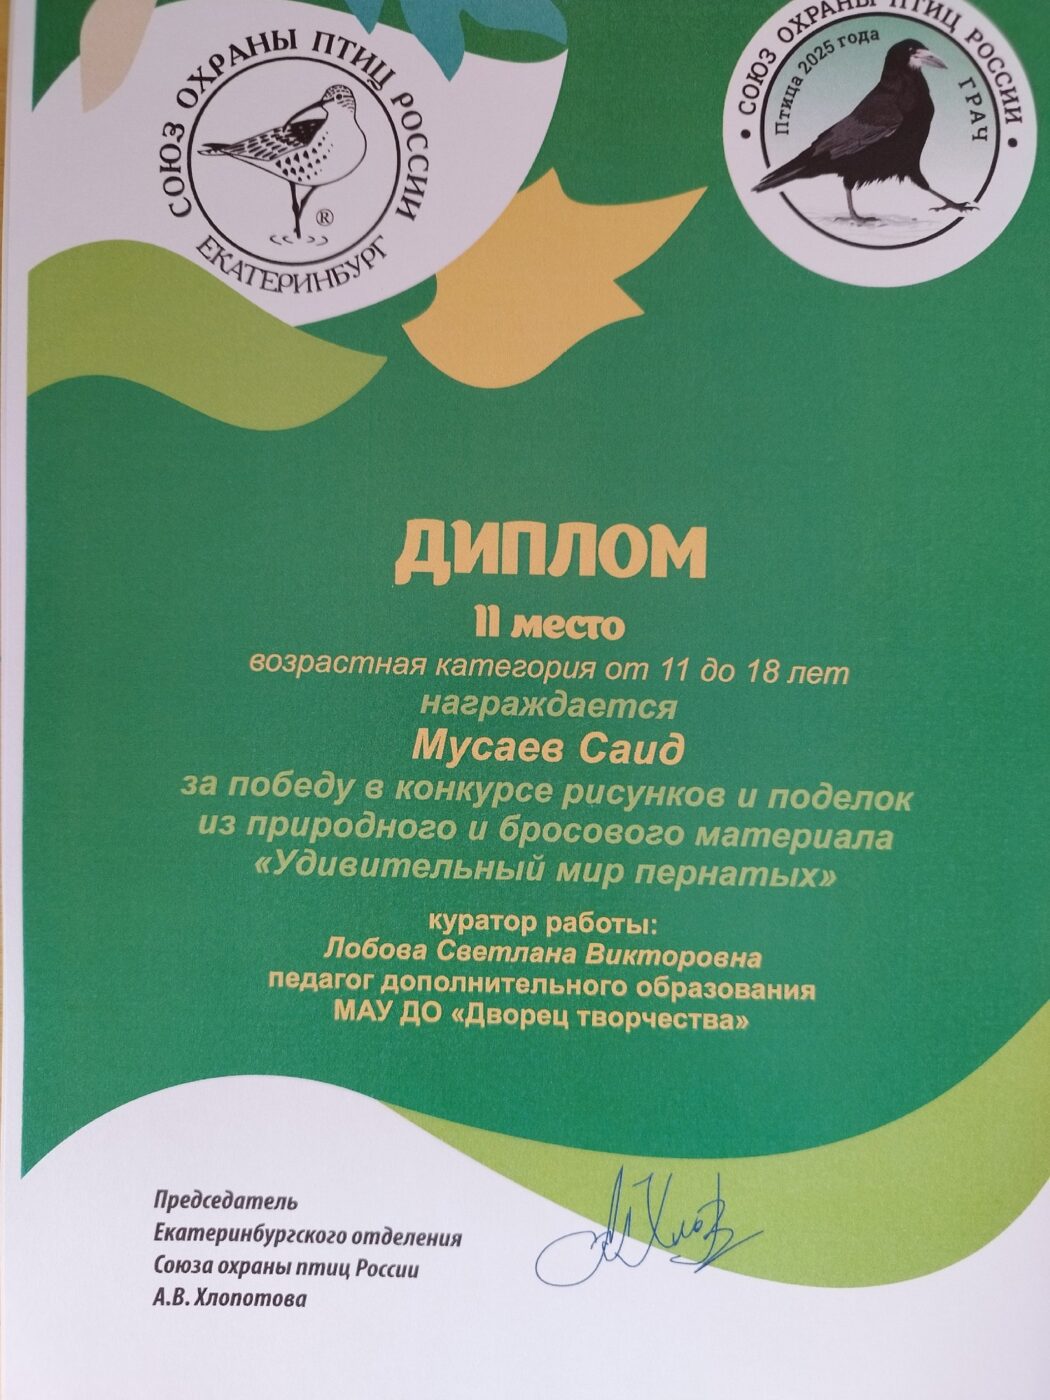 СОЮЗ ОХРАНЫ ПТИЦ РОССИИ
ЕКАТЕРИНБУРГ
®
СОЮЗ ОХРАНЫ ПТИЦ РОССИИ
Птица 2025 года
ГРАЧ
ДИПЛОМ
II место
возрастная категория от 11 до 18 лет
награждается
Мусаев Саид
за победу в конкурсе рисунков и поделок
из природного и бросового материала
«Удивительный мир пернатых»
куратор работы:
Лобова Светлана Викторовна
педагог дополнительного образования
МАУ ДО «Дворец творчества»
Председатель
Екатеринбургского отделения
Союза охраны птиц России
А.В. Хлопотова